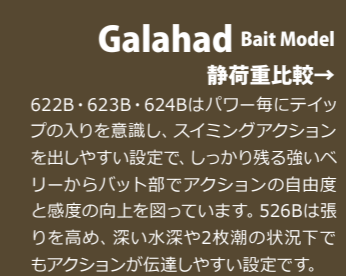 Galahad Bait Model
静荷重比較→
622B・623B・624Bはパワー毎にテイッ
プの入りを意識し、スイミングアクション
を出しやすい設定で、しっかり残る強いベ
リーからバット部でアクションの自由度
と感度の向上を図っています。526Bは張
りを高め、深い水深や2枚潮の状況下で
もアクションが伝達しやすい設定です。